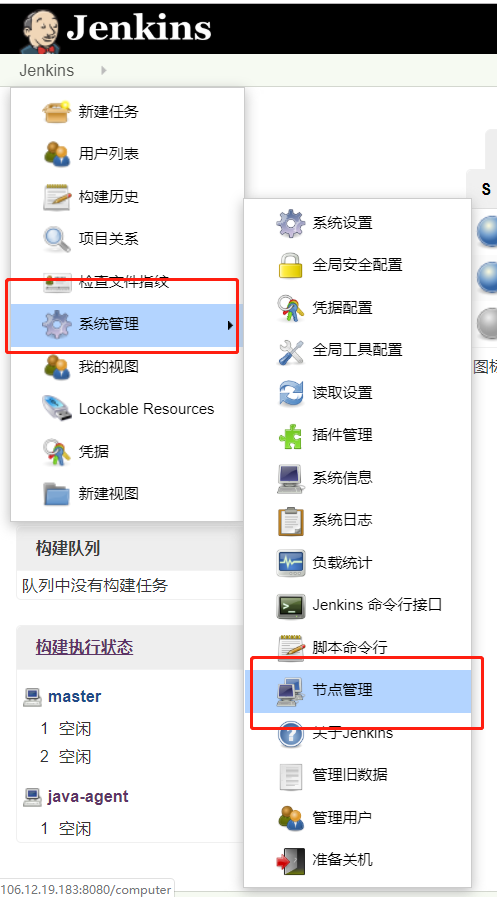 Jenkins
Jenkins
新建任务
用户列表
构建历史
项目关系
检查文件指纹
系统管理
我的视图
Lockable Resources
凭据
新建视图
系统设置
全局安全配置
凭据配置
全局工具配置
读取设置
插件管理
系统信息
系统日志
负载统计
Jenkins 命令行接口
脚本命令行
节点管理
关于Jenkins
管理旧数据
管理用户
准备关机
S
图标
构建队列
队列中没有构建任务
构建执行状态
master
1 空闲
2 空闲
java-agent
1 空闲
106.12.19.183:8080/computer